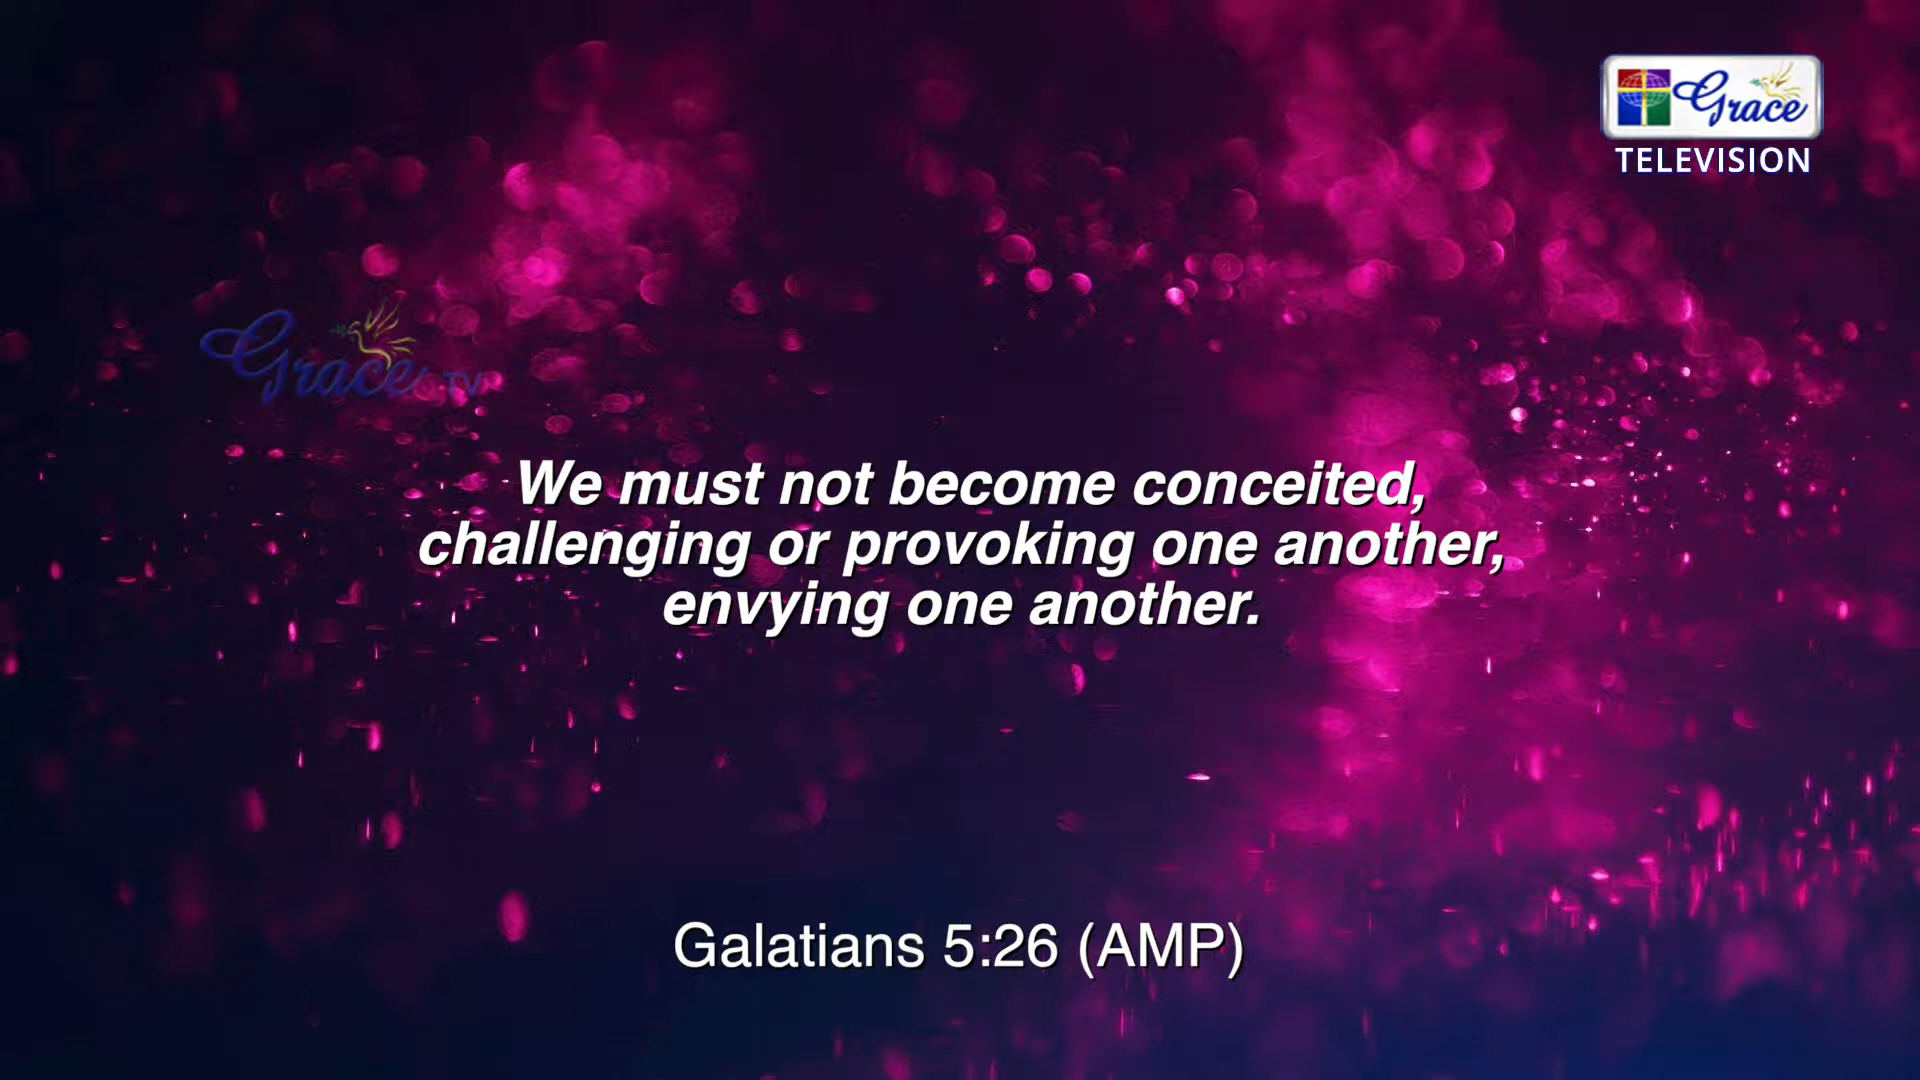 Grace
TELEVISION
Grace TV
We must not become conceited,
challenging or provoking one another,
envying one another.
Galatians 5:26 (AMP)